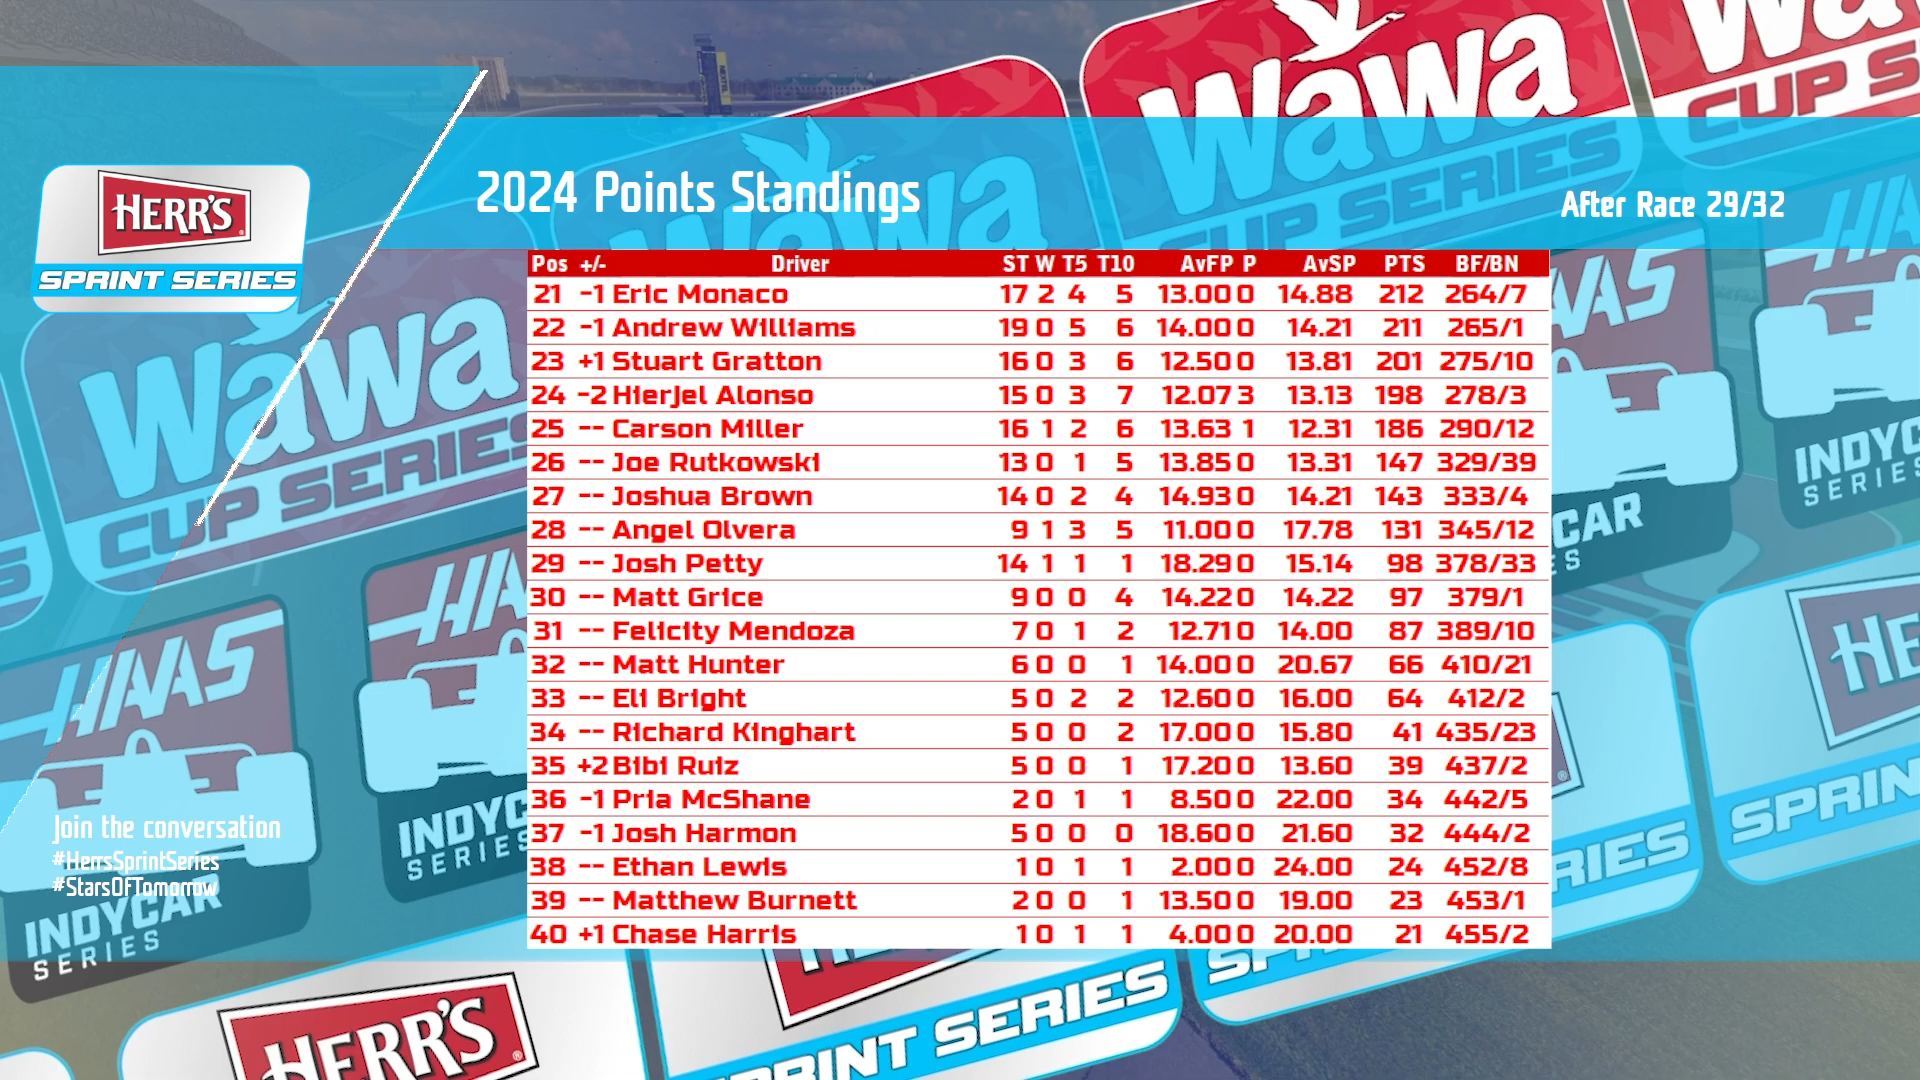 Wawa
CUP SERIES
Wawa
CUP S
HERR'S
SPRINT SERIES
2024 Points Standings
After Race 29/32
Pos +/- Driver ST W T5 T10 AvFP P AvSP PTS BF/BN
21 -1 Eric Monaco 17 2 4 5 13.00 0 14.88 212 264/7
22 -1 Andrew Williams 19 0 5 6 14.00 0 14.21 211 265/1
23 +1 Stuart Gratton 16 0 3 6 12.50 0 13.81 201 275/10
24 -2 Hierjel Alonso 15 0 3 7 12.07 3 13.13 198 278/3
25 -- Carson Miller 16 1 2 6 13.63 1 12.31 186 290/12
26 -- Joe Rutkowski 13 0 1 5 13.85 0 13.31 147 329/39
27 -- Joshua Brown 14 0 2 4 14.93 0 14.21 143 333/4
28 -- Angel Olvera 9 1 3 5 11.00 0 17.78 131 345/12
29 -- Josh Petty 14 1 1 1 18.29 0 15.14 98 378/33
30 -- Matt Grice 9 0 0 4 14.22 0 14.22 97 379/1
31 -- Felicity Mendoza 7 0 1 2 12.71 0 14.00 87 389/10
32 -- Matt Hunter 6 0 0 1 14.00 0 20.67 66 410/21
33 -- Eli Bright 5 0 2 2 12.60 0 16.00 64 412/2
34 -- Richard Kinghart 5 0 0 2 17.00 0 15.80 41 435/23
35 +2 Bibi Ruiz 5 0 0 1 17.20 0 13.60 39 437/2
36 -1 Pria McShane 2 0 1 1 8.50 0 22.00 34 442/5
37 -1 Josh Harmon 5 0 0 0 18.60 0 21.60 32 444/2
38 -- Ethan Lewis 1 0 1 1 2.00 0 24.00 24 452/8
39 -- Matthew Burnett 2 0 0 1 13.50 0 19.00 23 453/1
40 +1 Chase Harris 1 0 1 1 4.00 0 20.00 21 455/2
Wawa
CUP SERIES
HAAS
INDYCAR
SERIES
Join the conversation
#HerrsSprintSeries
#StarsOfTomorrow
HERR'S
SPRINT SERIES